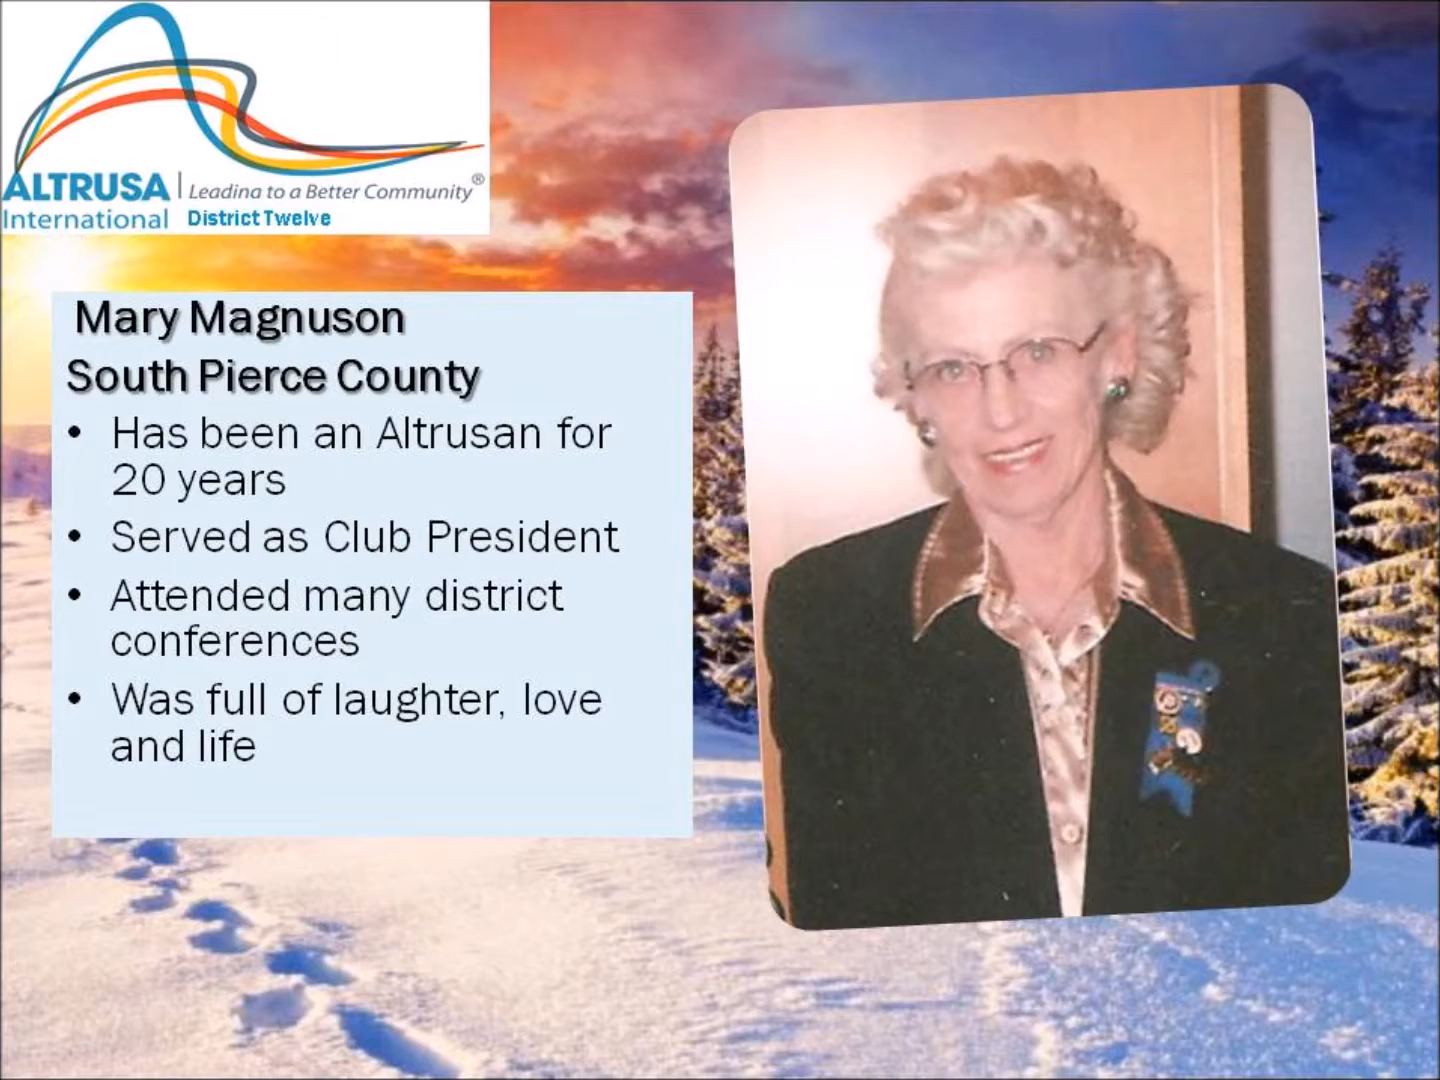 ALTRUSA
International
Leading to a Better Community®
District Twelve
Mary Magnuson
South Pierce County
• Has been an Altrusan for
20 years
• Served as Club President
• Attended many district
conferences
• Was full of laughter, love
and life